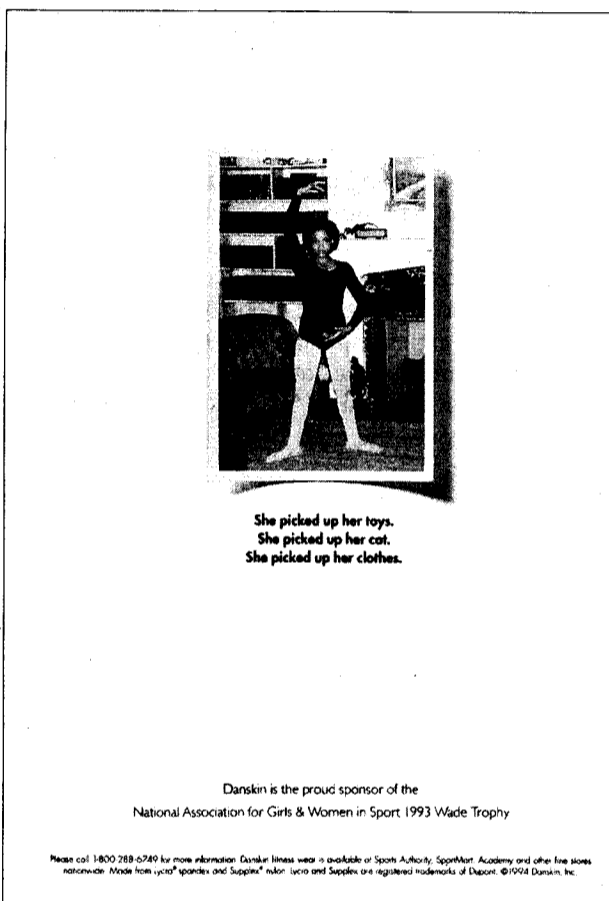 She picked up her toys.
She picked up her cat.
She picked up her clothes.
Danskin is the proud sponsor of the
National Association for Girls & Women in Sport 1993 Wade Trophy
Please call 1-800 288-6749 for more information Danskin fitness wear is available at Sports Authority, SportMart, Academy and other fine stores
nationwide Made from Lycra® spandex and Supplex® nylon Lycra and Supplex are registered trademarks of Dupont. ©1994 Danskin, Inc.